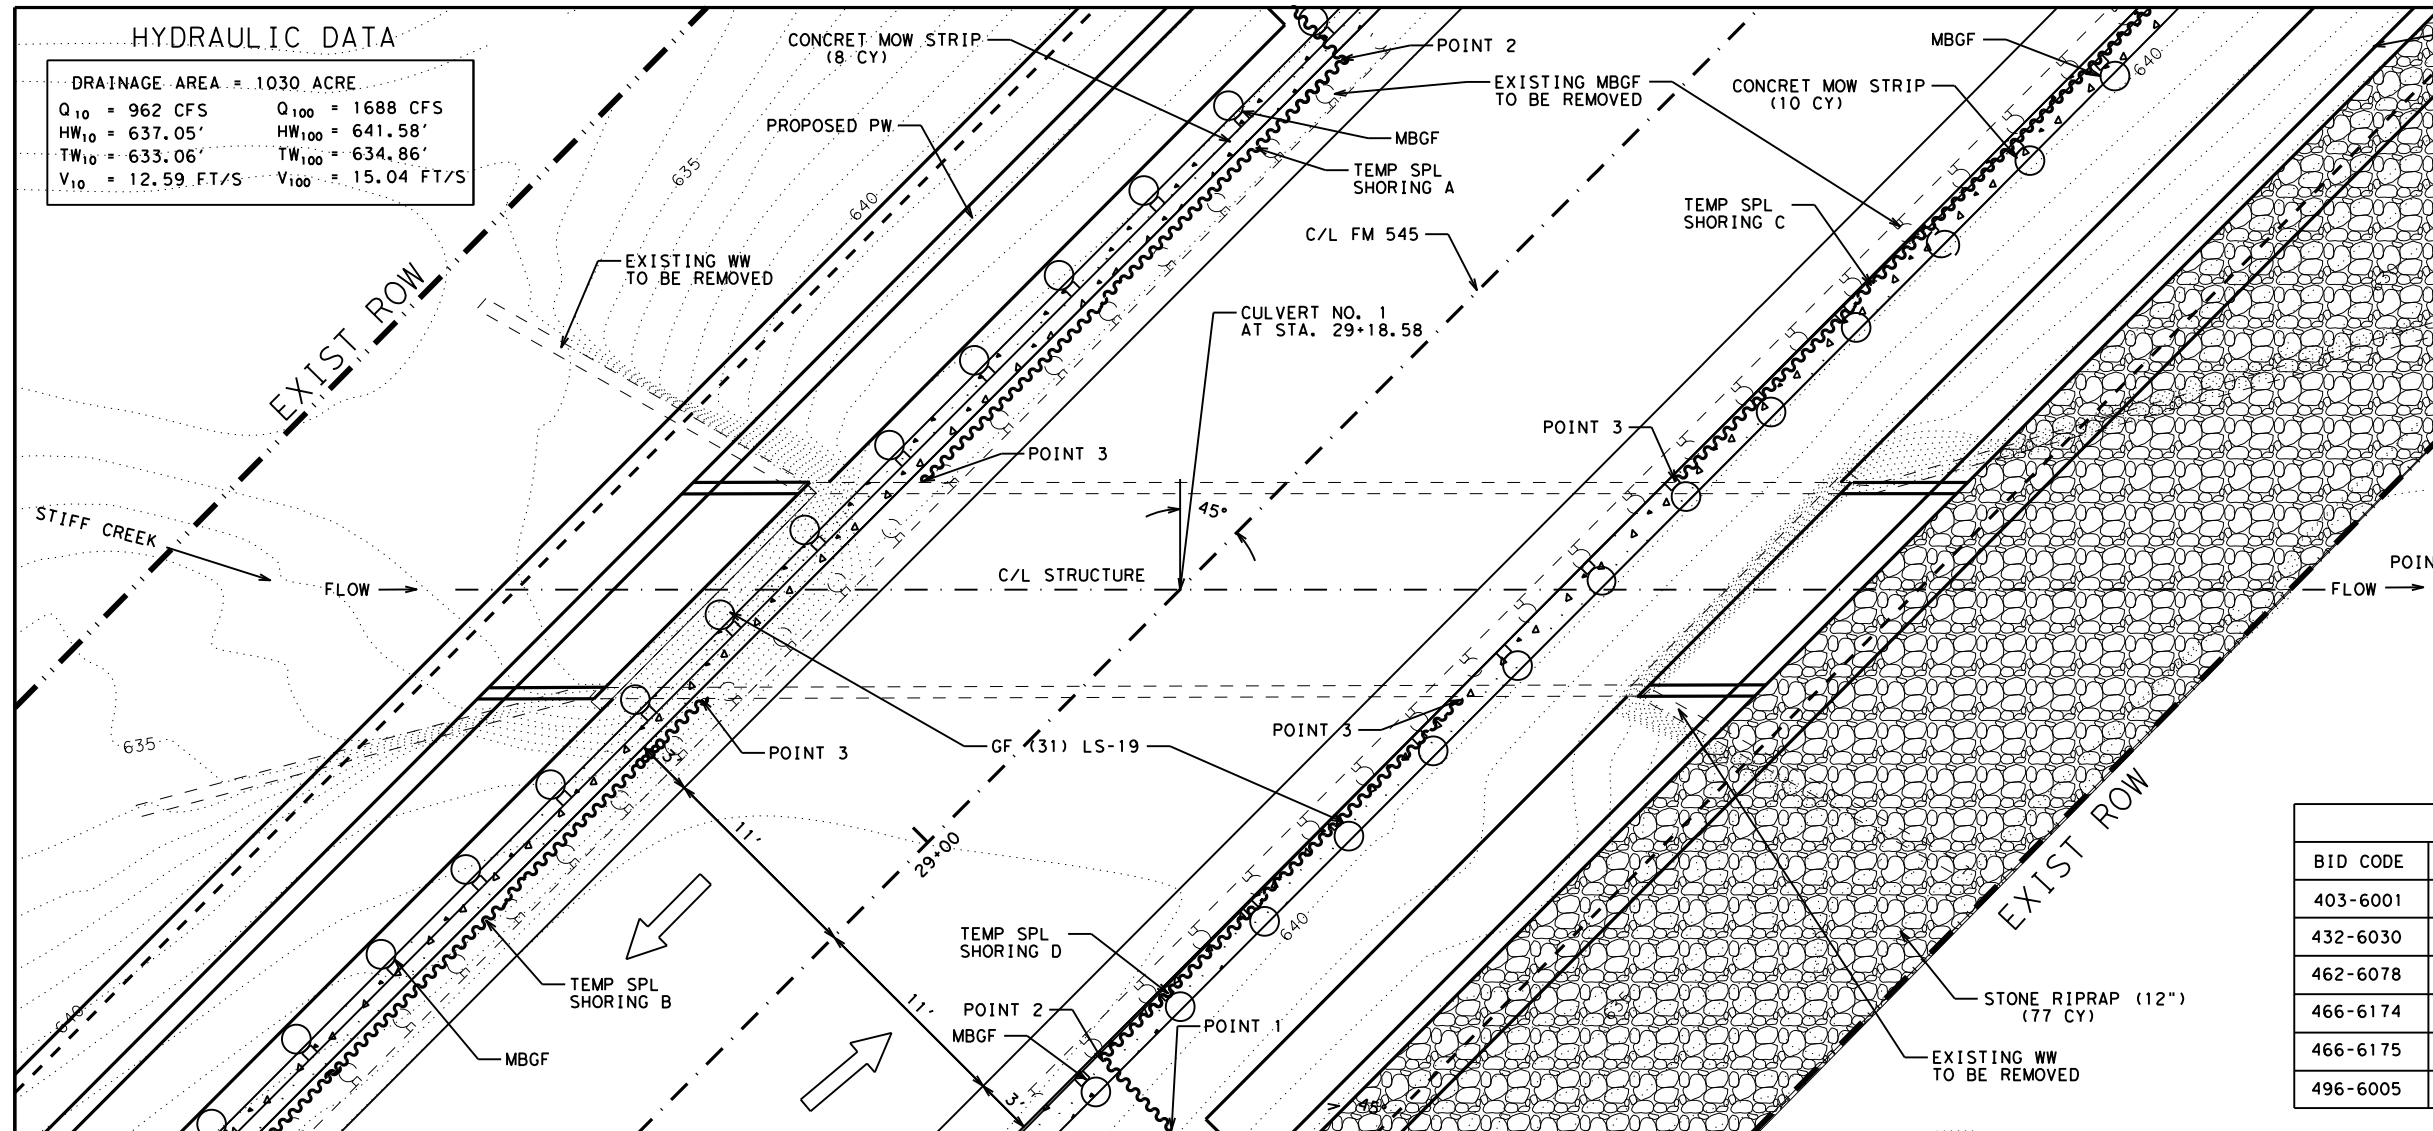 HYDRAULIC DATA
DRAINAGE AREA = 1030 ACRE
Q10 = 962 CFS Q100 = 1688 CFS
HW10 = 637.05' HW100 = 641.58'
TW10 = 633.06' TW100 = 634.86'
V10 = 12.59 FT/S V100 = 15.04 FT/S
CONCRET MOW STRIP
(8 CY)
POINT 2
MBGF
640
EXISTING MBGF
TO BE REMOVED
CONCRET MOW STRIP
(10 CY)
PROPOSED PW
MBGF
635
640
TEMP SPL
SHORING A
TEMP SPL
SHORING C
C/L FM 545
EXISTING WW
TO BE REMOVED
630
EXIST ROW
CULVERT NO. 1
AT STA. 29+18.58
POINT 3
POINT 3
45°
STIFF CREEK
FLOW
C/L STRUCTURE
POIN
FLOW
635
POINT 3
POINT 3
GF (31) LS-19
3'
11'
29+00
EXIST ROW
BID CODE
403-6001
432-6030
462-6078
466-6174
466-6175
496-6005
TEMP SPL
SHORING D
640
TEMP SPL
SHORING B
11'
POINT 2
POINT 1
MBGF
STONE RIPRAP (12")
(77 CY)
635
640
MBGF
EXISTING WW
TO BE REMOVED
3'
45°